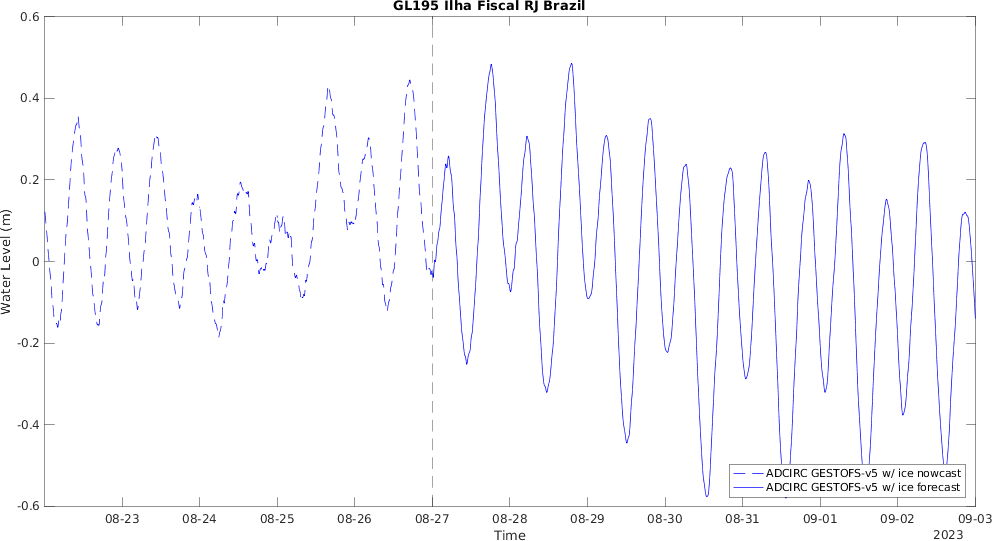 GL195 Ilha Fiscal RJ Brazil
0.6
0.4
0.2
0
-0.2
-0.4
-0.6
Water Level (m)
ADCIRC GESTOFS-v5 w/ ice nowcast
ADCIRC GESTOFS-v5 w/ ice forecast
08-23 08-24 08-25 08-26 08-27 08-28 08-29 08-30 08-31 09-01 09-02 09-03
Time
2023